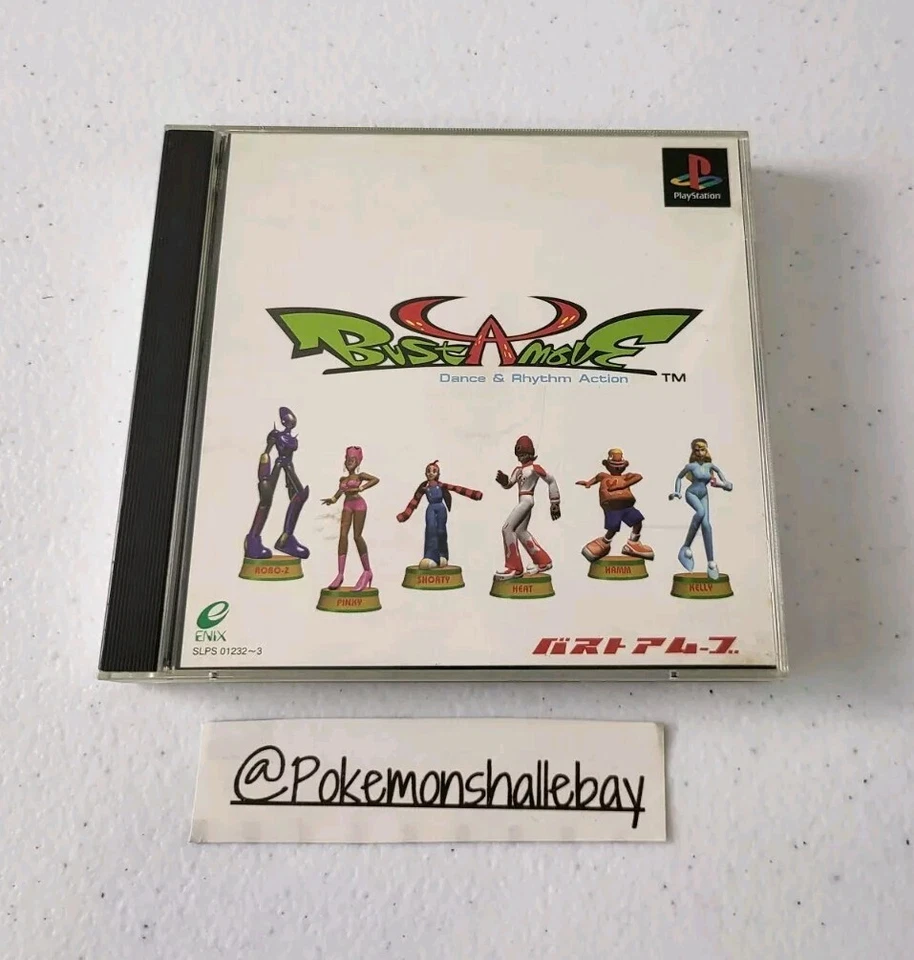 PlayStation
BUST A MOVE
Dance & Rhythm Action TM
ROBO-Z
PINKY
SHORTY
HEAT
HAMM
KELLY
ENIX
SLPS 01232~3
バストアムーブ
@Pokemonshallebay